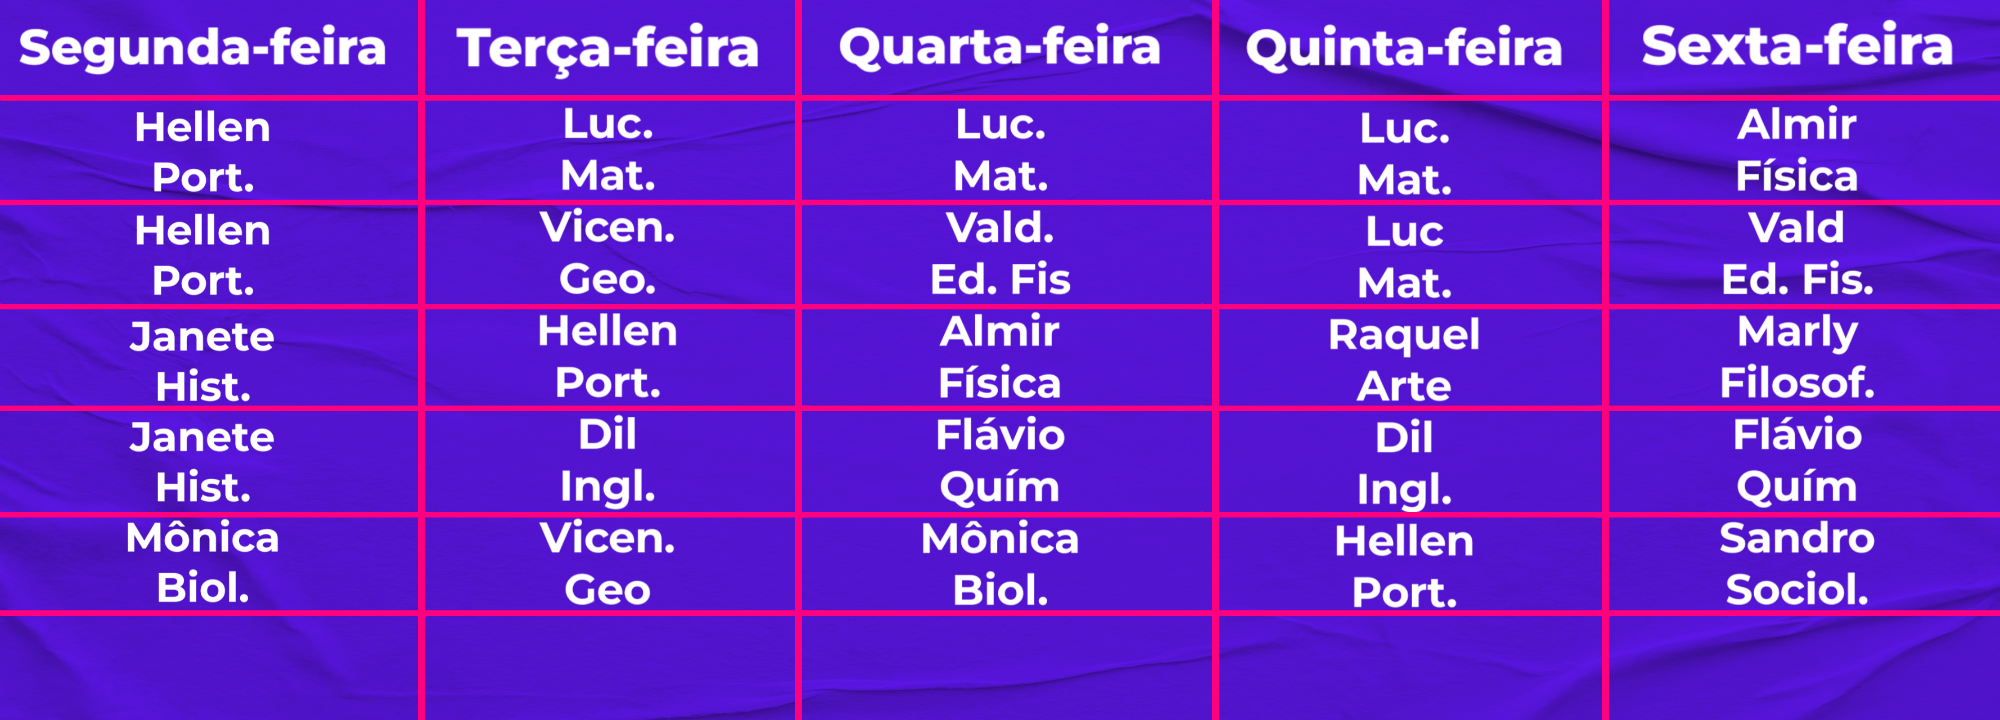 Segunda-feira Terça-feira Quarta-feira Quinta-feira Sexta-feira
Hellen Luc. Luc. Luc. Almir
Port. Mat. Mat. Mat. Física
Hellen Vicen. Vald. Luc Vald
Port. Geo. Ed. Fis Mat. Ed. Fis.
Janete Hellen Almir Raquel Marly
Hist. Port. Física Arte Filosof.
Janete Dil Flávio Dil Flávio
Hist. Ingl. Quím Ingl. Quím
Mônica Vicen. Mônica Hellen Sandro
Biol. Geo Biol. Port. Sociol.